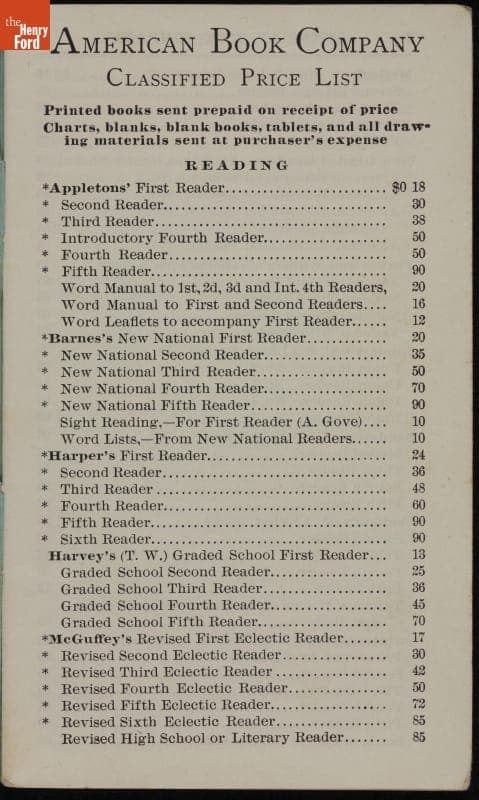 the
Henry
Ford
AMERICAN BOOK COMPANY
CLASSIFIED PRICE LIST
Printed books sent prepaid on receipt of price
Charts, blanks, blank books, tablets, and all draw-
ing materials sent at purchaser's expense
READING
*Appletons' First Reader........................... $0 18
* Second Reader..................................... 30
* Third Reader....................................... 38
* Introductory Fourth Reader.................... 50
* Fourth Reader..................................... 50
* Fifth Reader....................................... 90
Word Manual to 1st, 2d, 3d and Int. 4th Readers, 20
Word Manual to First and Second Readers.... 16
Word Leaflets to accompany First Reader..... 12
*Barnes's New National First Reader............. 20
* New National Second Reader.................... 35
* New National Third Reader..................... 50
* New National Fourth Reader.................... 70
* New National Fifth Reader...................... 90
Sight Reading,—For First Reader (A. Gove).... 10
Word Lists,—From New National Readers..... 10
*Harper's First Reader.............................. 24
* Second Reader..................................... 36
* Third Reader ...................................... 48
* Fourth Reader..................................... 60
* Fifth Reader....................................... 90
* Sixth Reader....................................... 90
Harvey's (T. W.) Graded School First Reader... 13
Graded School Second Reader................... 25
Graded School Third Reader..................... 36
Graded School Fourth Reader................... 45
Graded School Fifth Reader...................... 70
*McGuffey's Revised First Eclectic Reader....... 17
* Revised Second Eclectic Reader................. 30
* Revised Third Eclectic Reader .................. 42
* Revised Fourth Eclectic Reader................. 50
* Revised Fifth Eclectic Reader................... 72
* Revised Sixth Eclectic Reader................... 85
Revised High School or Literary Reader....... 85